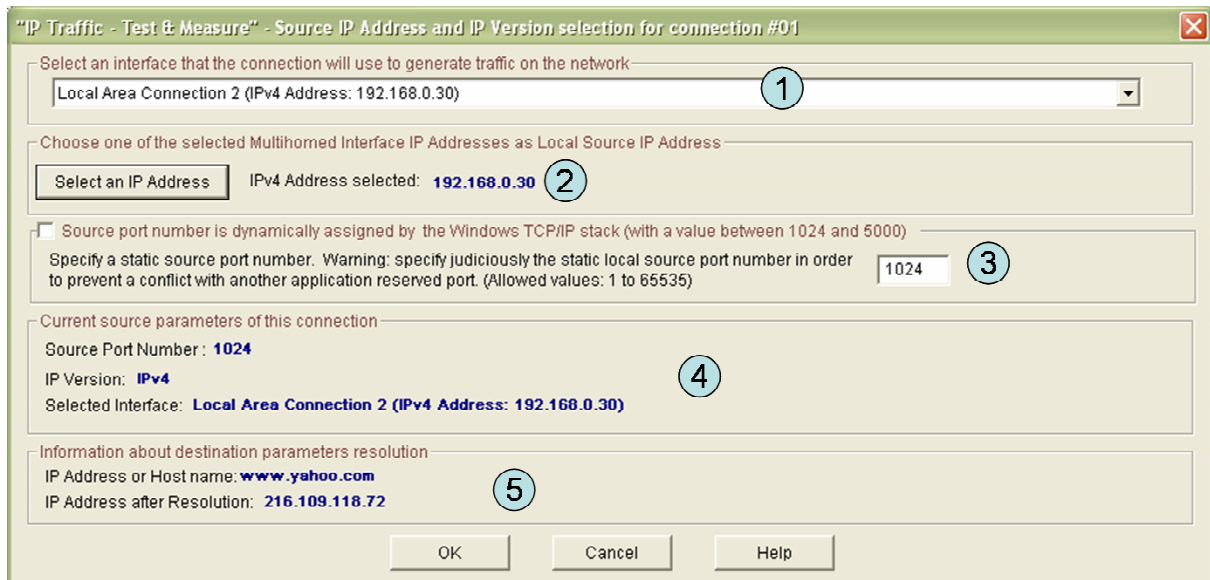 "IP Traffic - Test & Measure" - Source IP Address and IP Version selection for connection #01
Select an interface that the connection will use to generate traffic on the network
Local Area Connection 2 (IPv4 Address: 192.168.0.30)
1
Choose one of the selected Multihomed Interface IP Addresses as Local Source IP Address
Select an IP Address IPv4 Address selected: 192.168.0.30 2
Source port number is dynamically assigned by the Windows TCP/IP stack (with a value between 1024 and 5000)
Specify a static source port number. Warning: specify judiciously the static local source port number in order
to prevent a conflict with another application reserved port. (Allowed values: 1 to 65535)
1024 3
Current source parameters of this connection
Source Port Number : 1024
IP Version: IPv4
4
Selected Interface: Local Area Connection 2 (IPv4 Address: 192.168.0.30)
Information about destination parameters resolution
IP Address or Host name: www.yahoo.com
5
IP Address after Resolution: 216.109.118.72
OK Cancel Help